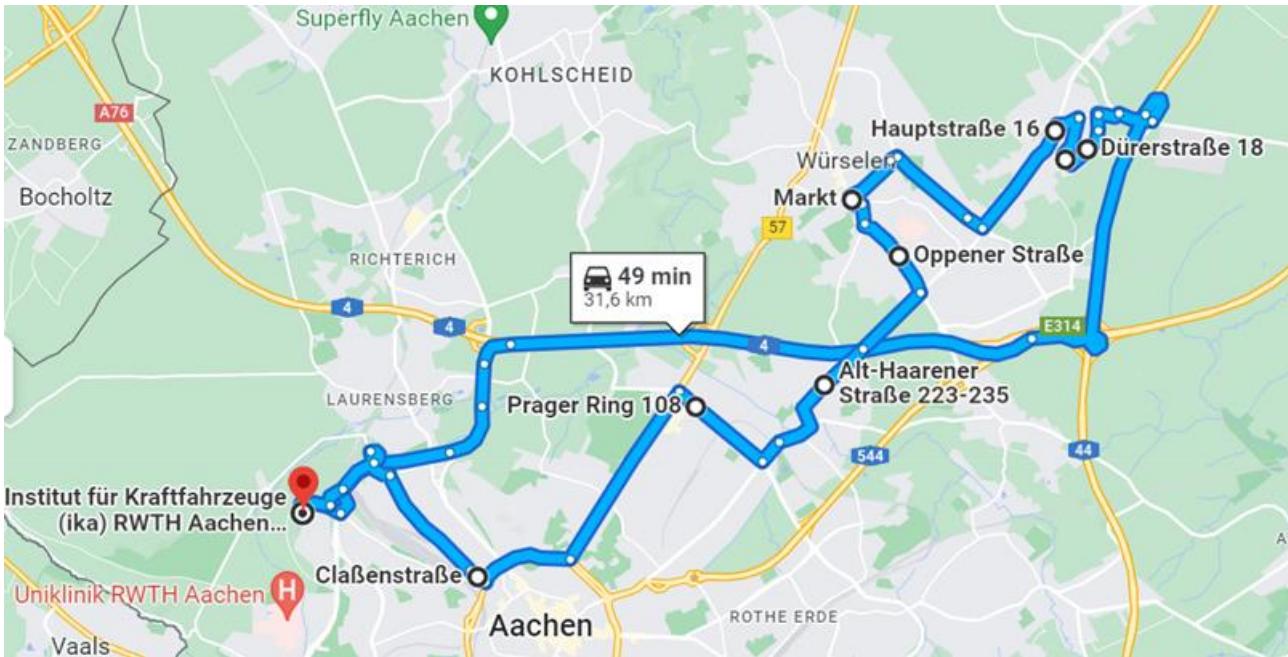 Superfly Aachen
KOHLSCHEID
A76
ZANDBERG
Bocholtz
Hauptstraße 16
Dürerstraße 18
Würselen
Markt
57
Oppener Straße
RICHTERICH
49 min
31,6 km
4
4
4
E314
Alt-Haarener
Straße 223-235
LAURENSBERG
Prager Ring 108
544
44
Institut für Kraftfahrzeuge
(ika) RWTH Aachen...
A
Claßenstraße
Uniklinik RWTH Aachen
H
Aachen
ROTHE ERDE
Vaals